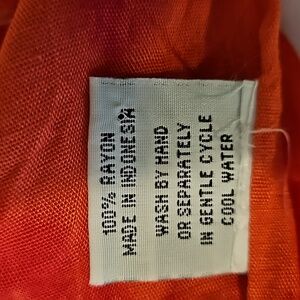 100% RAYON
MADE IN INDONESIA
WASH BY HAND
OR SEPARATELY
IN GENTLE CYCLE
COOL WATER